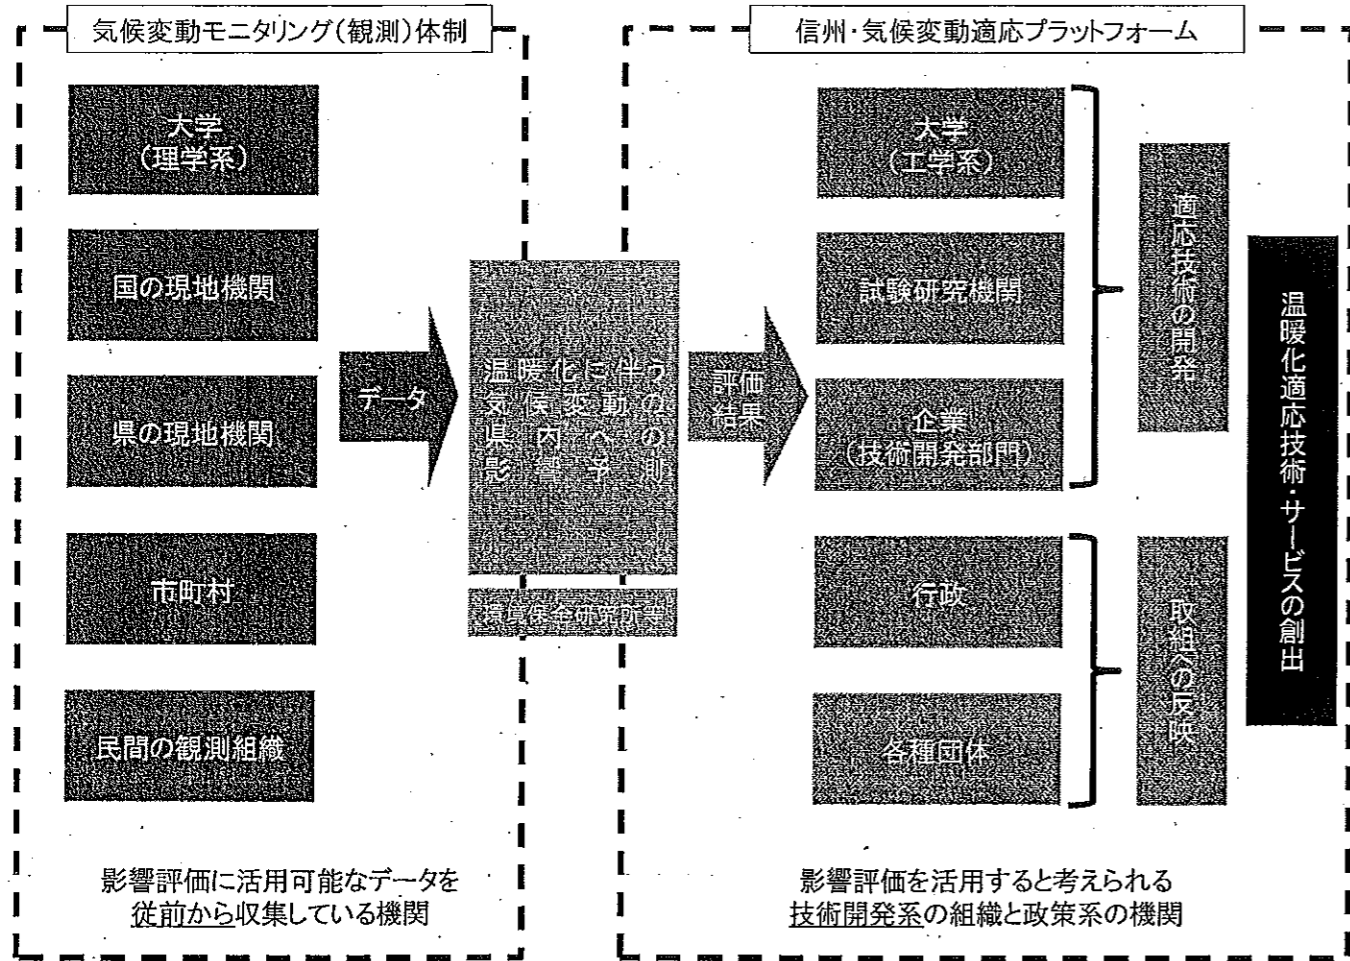 気候変動モニタリング(観測)体制
大学
(理学系)
国の現地機関
県の現地機関
市町村
民間の観測組織
影響評価に活用可能なデータを
従前から収集している機関
データ
温暖化に伴う
気候変動の
県内への
影響予測
環境保全研究所等
評価
結果
信州・気候変動適応プラットフォーム
大学
(工学系)
試験研究機関
企業
(技術開発部門)
行政
各種団体
適応技術の開発
取組への反映
温暖化適応技術・サービスの創出
影響評価を活用すると考えられる
技術開発系の組織と政策系の機関